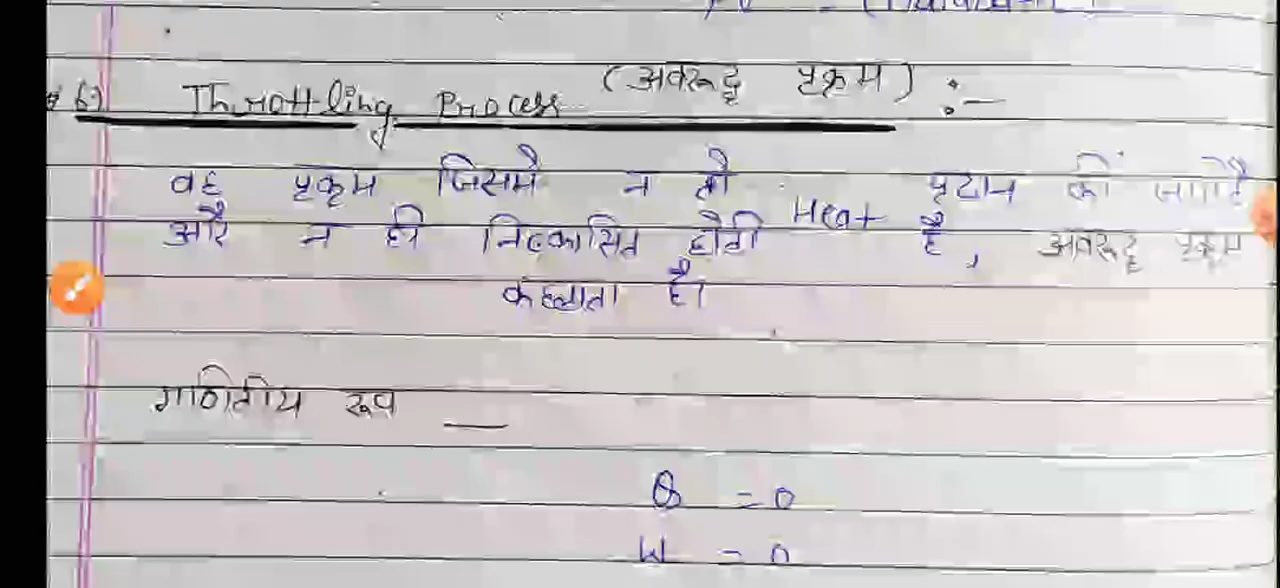 6) Throttling Process (अवरूद्ध प्रक्रम) :-
वह प्रक्रम जिसमे न तो Heat प्रदान की जाती है
और न ही निष्कासित होती है, अवरूद्ध प्रक्रम
कहलाता है।
गणितीय रूप —
Q = 0
W = 0